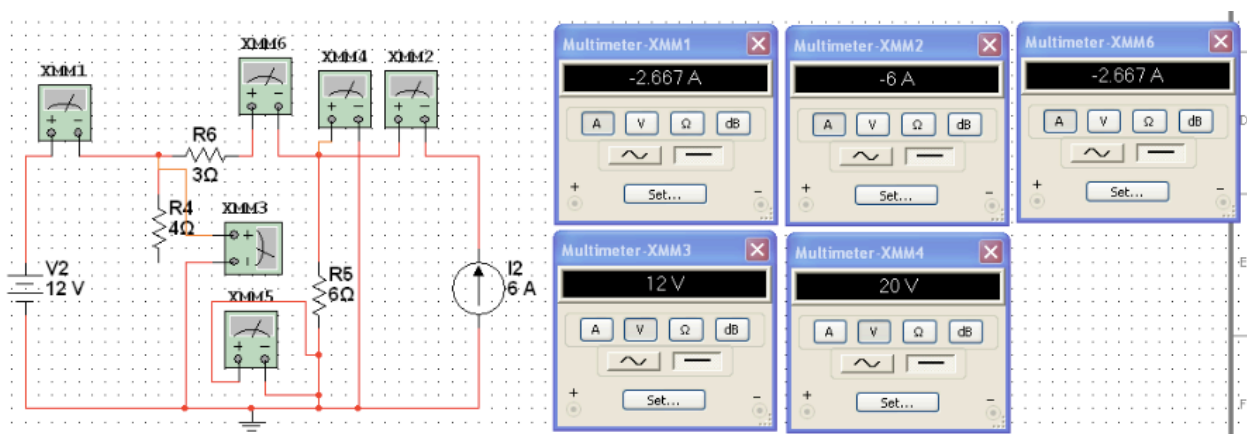 XMM1
+ −
XMM6
+ −
XMM4
+ −
XMM2
+ −
R6
3Ω
R4
4Ω
XMM3
+
−
V2
12 V
XMM5
+ −
R5
6Ω
I2
6 A
Multimeter-XMM1
-2.667 A
A V Ω dB
+ Set... −
Multimeter-XMM2
-6 A
A V Ω dB
+ Set... −
Multimeter-XMM6
-2.667 A
A V Ω dB
+ Set... −
Multimeter-XMM3
12 V
A V Ω dB
+ Set... −
Multimeter-XMM4
20 V
A V Ω dB
+ Set... −
D
E
F